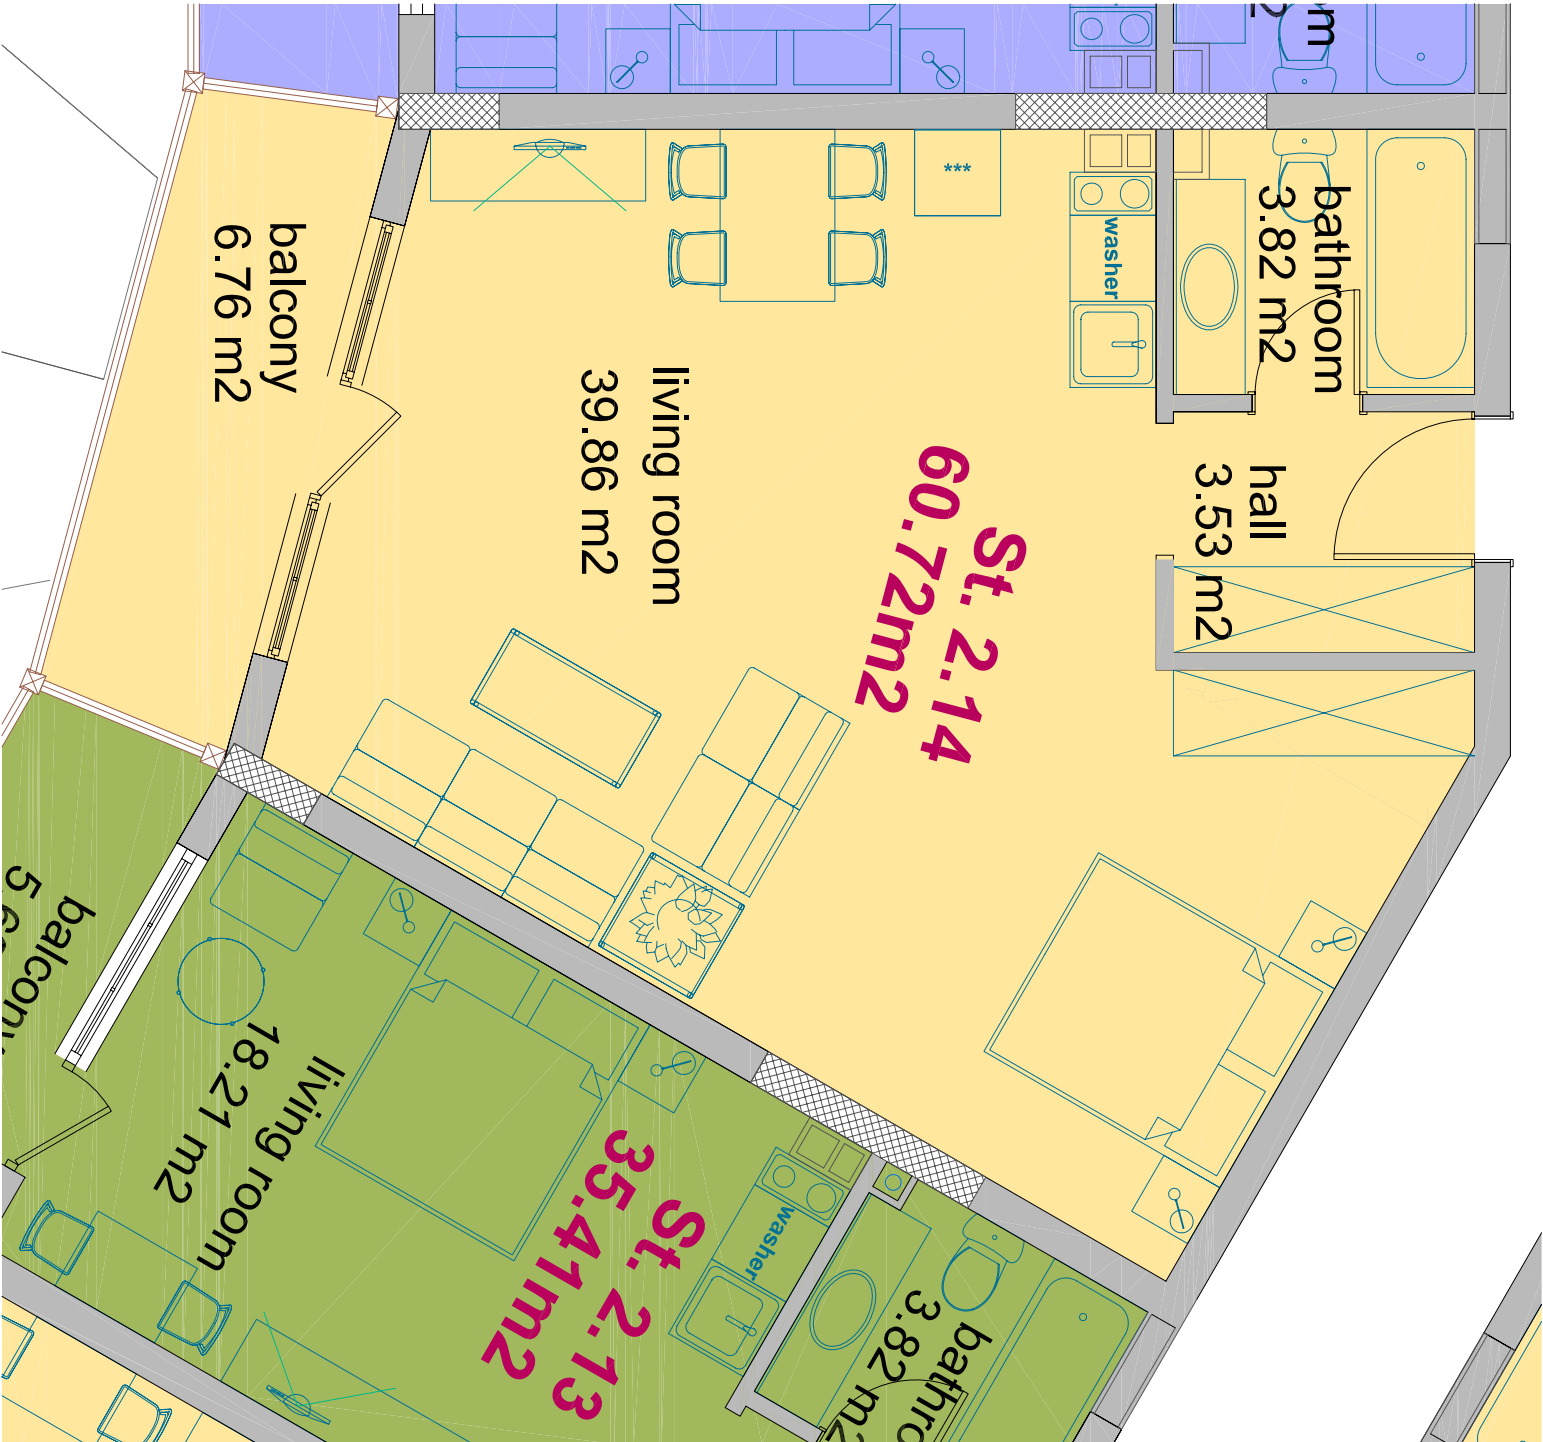 balcony
6.76 m2
living room
39.86 m2
***
washer
bathroom
3.82 m2
hall
3.53 m2
St. 2.14
60.72m2
balcony
living room
18.21 m2
St. 2.13
35.41m2
washer
3.82 m2